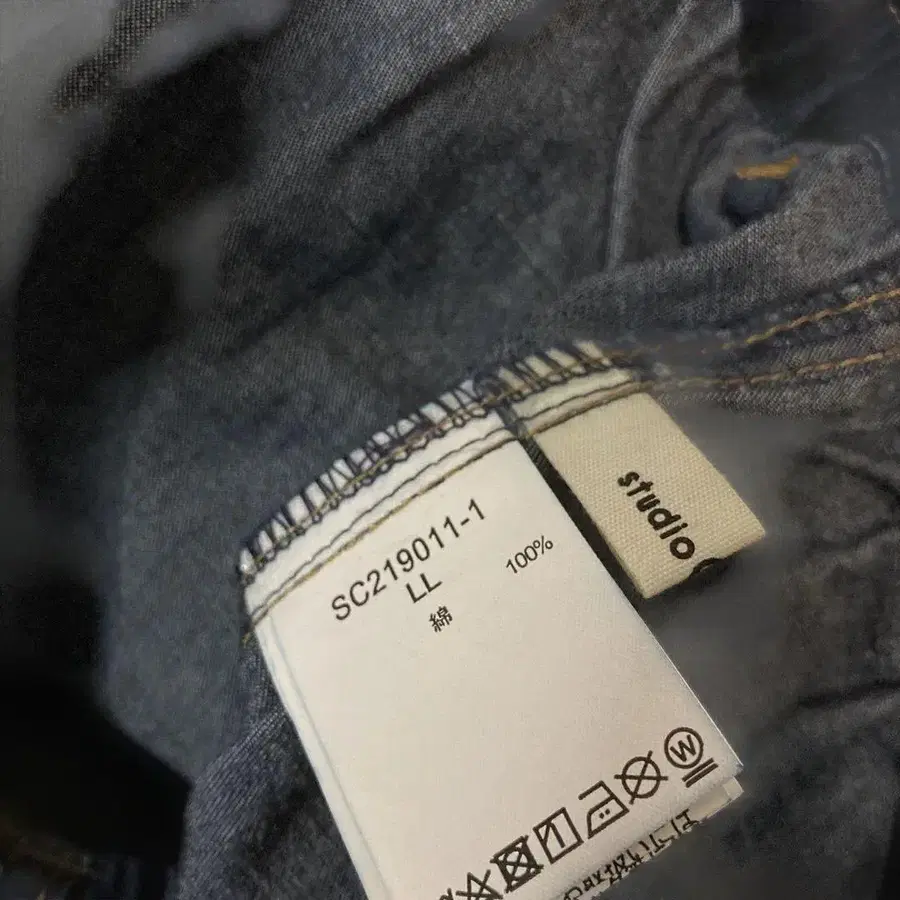 SC219011-1
LL
綿 100%
studio
W